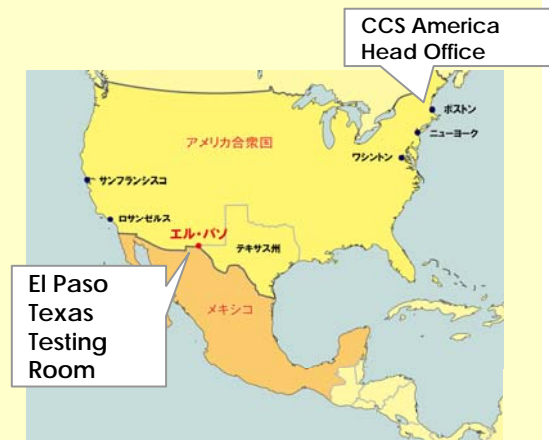 CCS America
Head Office
ボストン
ニューヨーク
アメリカ合衆国
ワシントン
サンフランシスコ
ロサンゼルス
エル・パソ
テキサス州
El Paso
Texas
Testing
Room
メキシコ